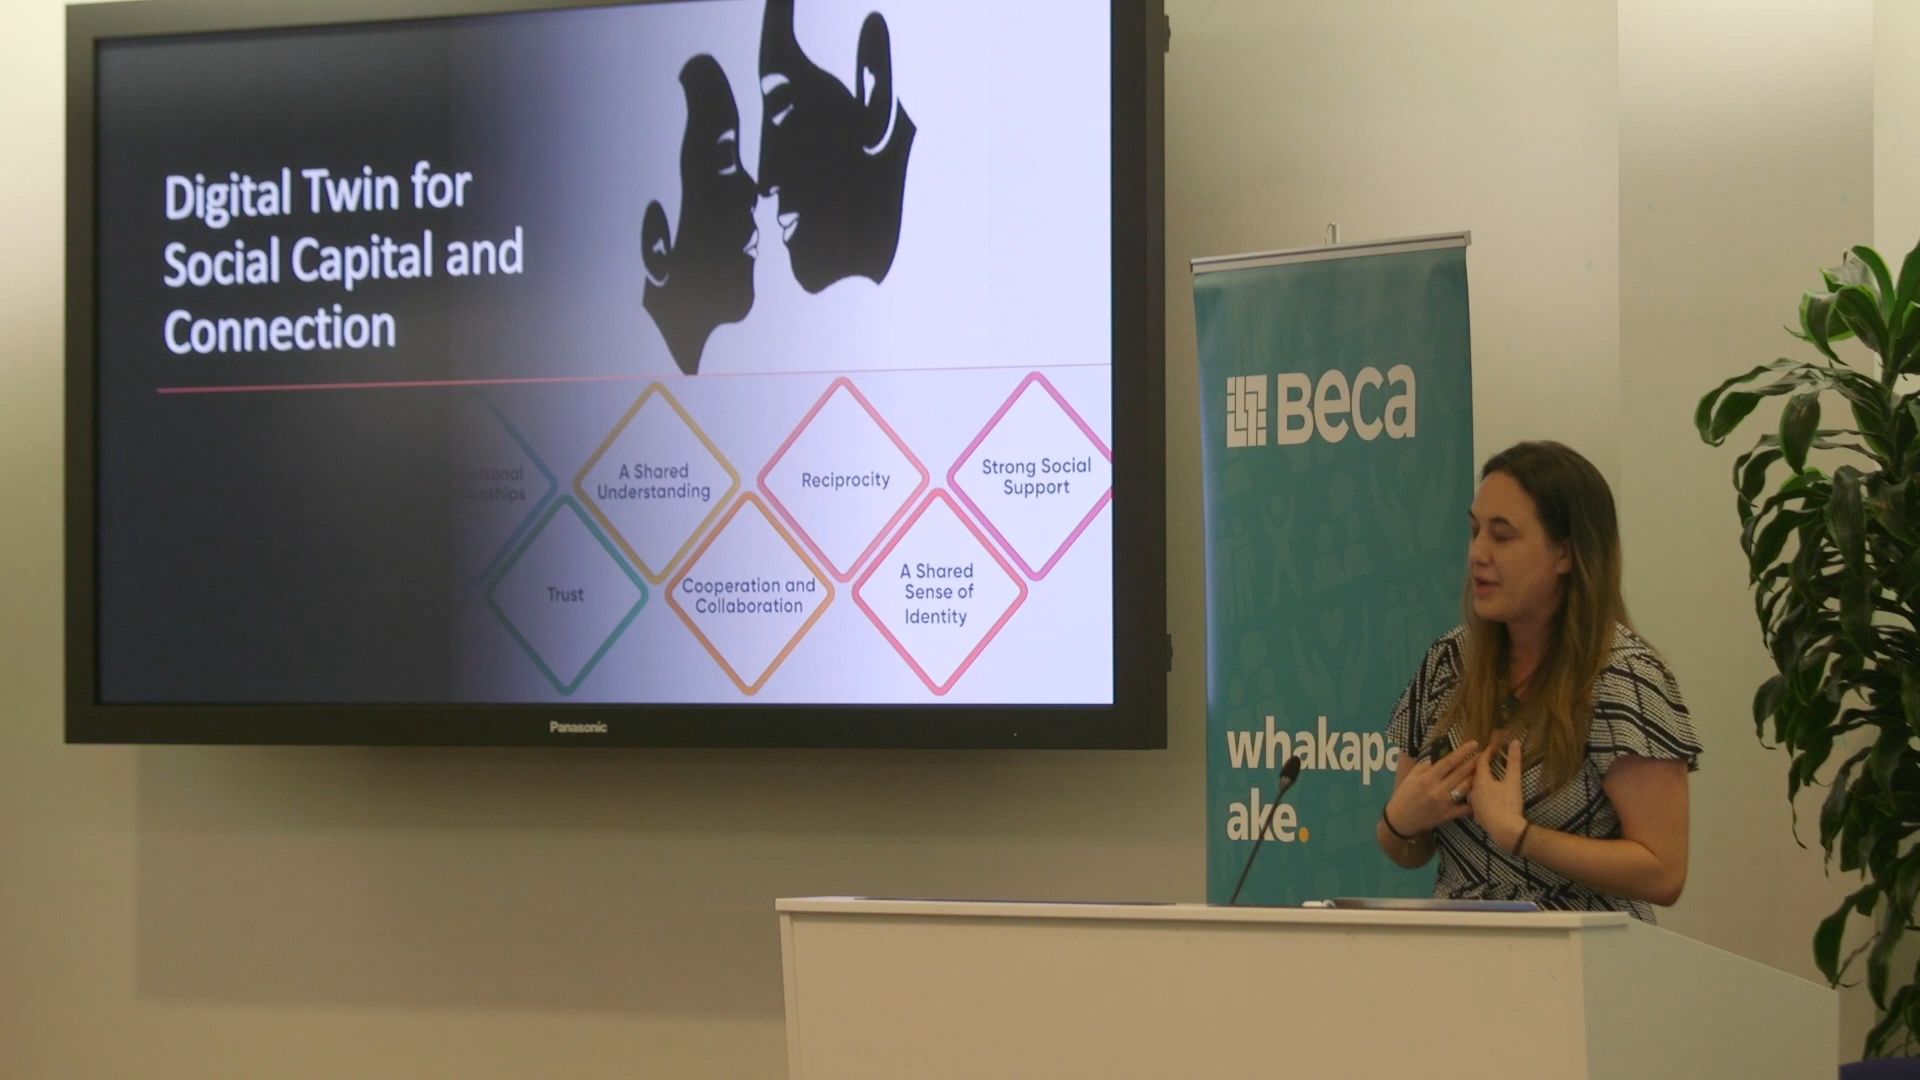 Digital Twin for
Social Capital and
Connection
A Shared
Understanding
Reciprocity
Strong Social
Support
Trust
Cooperation and
Collaboration
A Shared
Sense of
Identity
Panasonic
Beca
whakapa
ake.